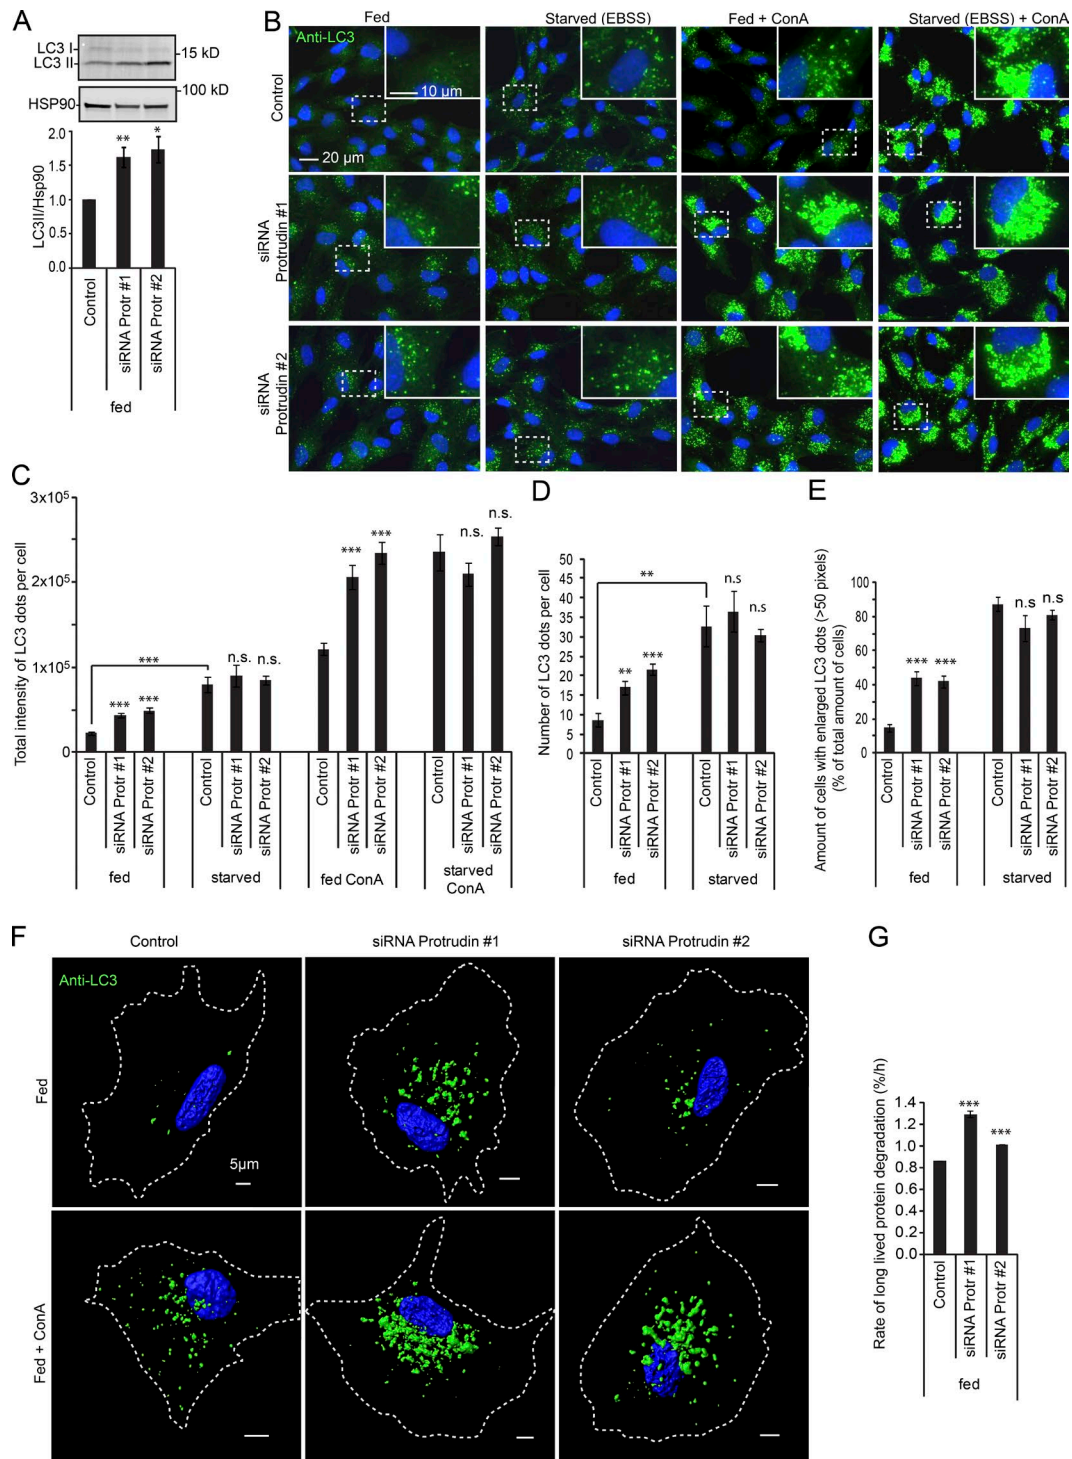 A
LC3 I
LC3 II
15 kD
100 kD
HSP90
LC3II/Hsp90
2.0
1.5
1.0
0.5
0.0
**
*
Control
siRNA Protr #1
siRNA Protr #2
fed
B
Fed
Starved (EBSS)
Fed + ConA
Starved (EBSS) + ConA
Anti-LC3
10 µm
20 µm
Control
siRNA
Protrudin #1
siRNA
Protrudin #2
C
Total intensity of LC3 dots per cell
3x10⁵
2x10⁵
1x10⁵
0
***
***
***
n.s.
n.s.
***
***
n.s.
n.s.
Control
siRNA Protr #1
siRNA Protr #2
Control
siRNA Protr #1
siRNA Protr #2
Control
siRNA Protr #1
siRNA Protr #2
Control
siRNA Protr #1
siRNA Protr #2
fed
starved
fed ConA
starved
ConA
D
Number of LC3 dots per cell
50
45
40
35
30
25
20
15
10
5
0
**
**
***
n.s
n.s
Control
siRNA Protr #1
siRNA Protr #2
Control
siRNA Protr #1
siRNA Protr #2
fed
starved
E
Amount of cells with enlarged LC3 dots (>50 pixels)
(% of total amount of cells)
100
80
60
40
20
0
***
***
n.s
n.s
Control
siRNA Protr #1
siRNA Protr #2
Control
siRNA Protr #1
siRNA Protr #2
fed
starved
F
Control
siRNA Protrudin #1
siRNA Protrudin #2
Anti-LC3
Fed
5µm
Fed + ConA
G
Rate of long lived protein degradation (%/h)
1.4
1.2
1.0
0.8
0.6
0.4
0.2
0.0
***
***
Control
siRNA Protr #1
siRNA Protr #2
fed